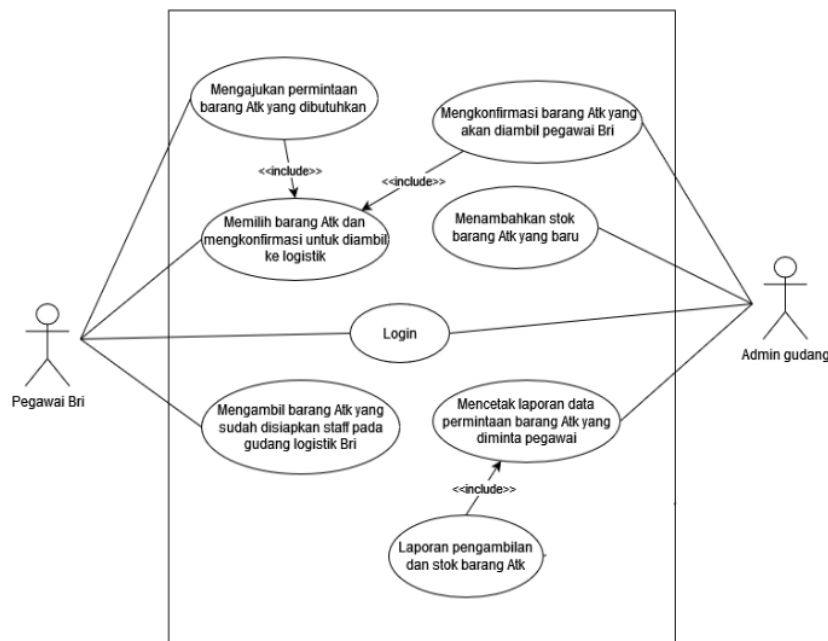 Mengajukan permintaan
barang Atk yang dibutuhkan
Mengkonfirmasi barang Atk yang
akan diambil pegawai Bri
<<include>>
<<include>>
Memilih barang Atk dan
mengkonfirmasi untuk diambil
ke logistik
Menambahkan stok
barang Atk yang baru
Login
Pegawai Bri
Admin gudang
Mengambil barang Atk yang
sudah disiapkan staff pada
gudang logistik Bri
Mencetak laporan data
permintaan barang Atk yang
diminta pegawai
<<include>>
Laporan pengambilan
dan stok barang Atk